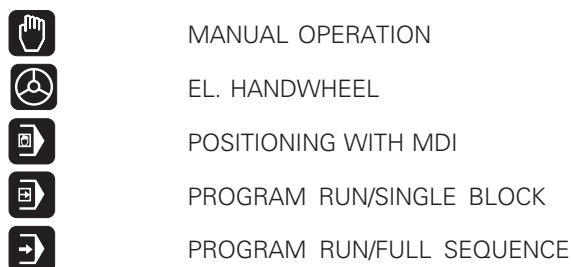 MANUAL OPERATION
EL. HANDWHEEL
POSITIONING WITH MDI
PROGRAM RUN/SINGLE BLOCK
PROGRAM RUN/FULL SEQUENCE